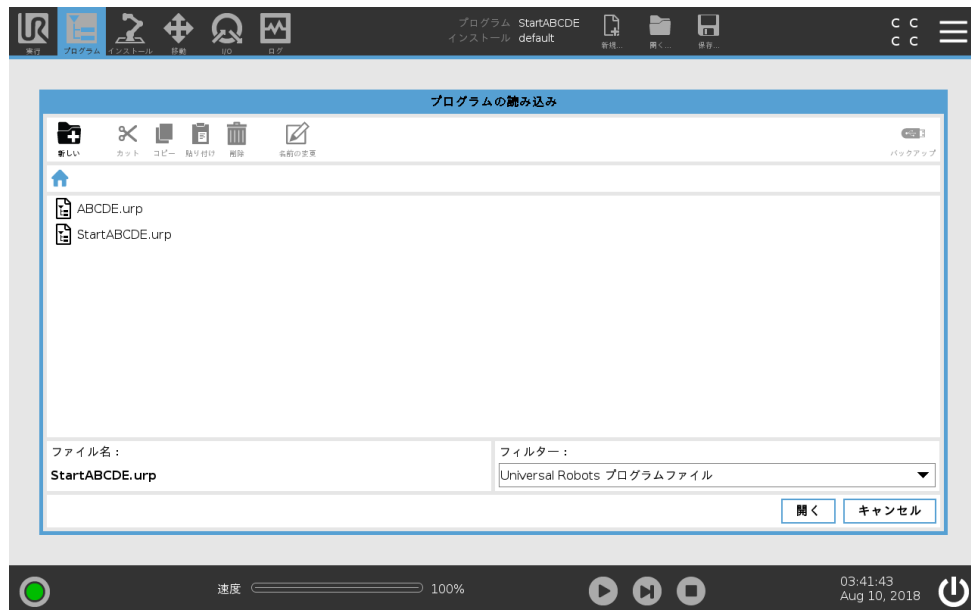 プログラム StartABCDE
インストール default
C C
C C
実行 プログラム インストール 移動 I/O ログ
新規... 開く... 保存...
プログラムの読み込み
新しい カット コピー 貼り付け 削除 名前の変更 バックアップ
ABCDE.urp
StartABCDE.urp
ファイル名：
StartABCDE.urp
フィルター：
Universal Robots プログラムファイル
開く キャンセル
速度 100%
03:41:43
Aug 10, 2018